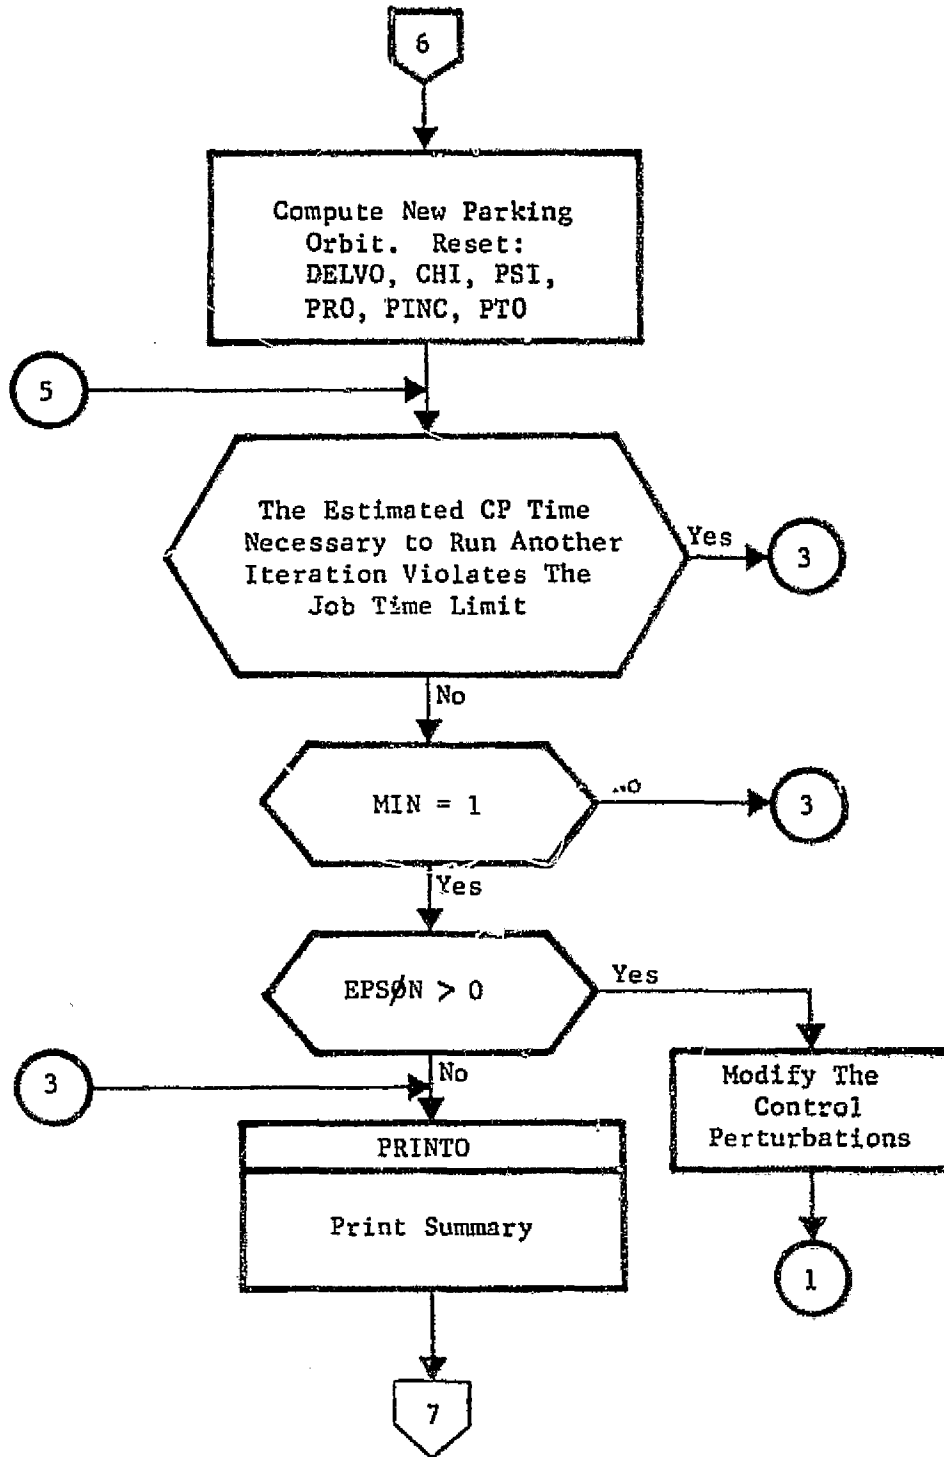 6
Compute New Parking
Orbit. Reset:
DELVO, CHI, PSI,
PRO, PINC, PTO
5
The Estimated CP Time
Necessary to Run Another
Iteration Violates The
Job Time Limit
Yes
3
No
MIN = 1
3
Yes
EPSØN > 0
Yes
3
No
Modify The
Control
Perturbations
PRINTO
Print Summary
1
7